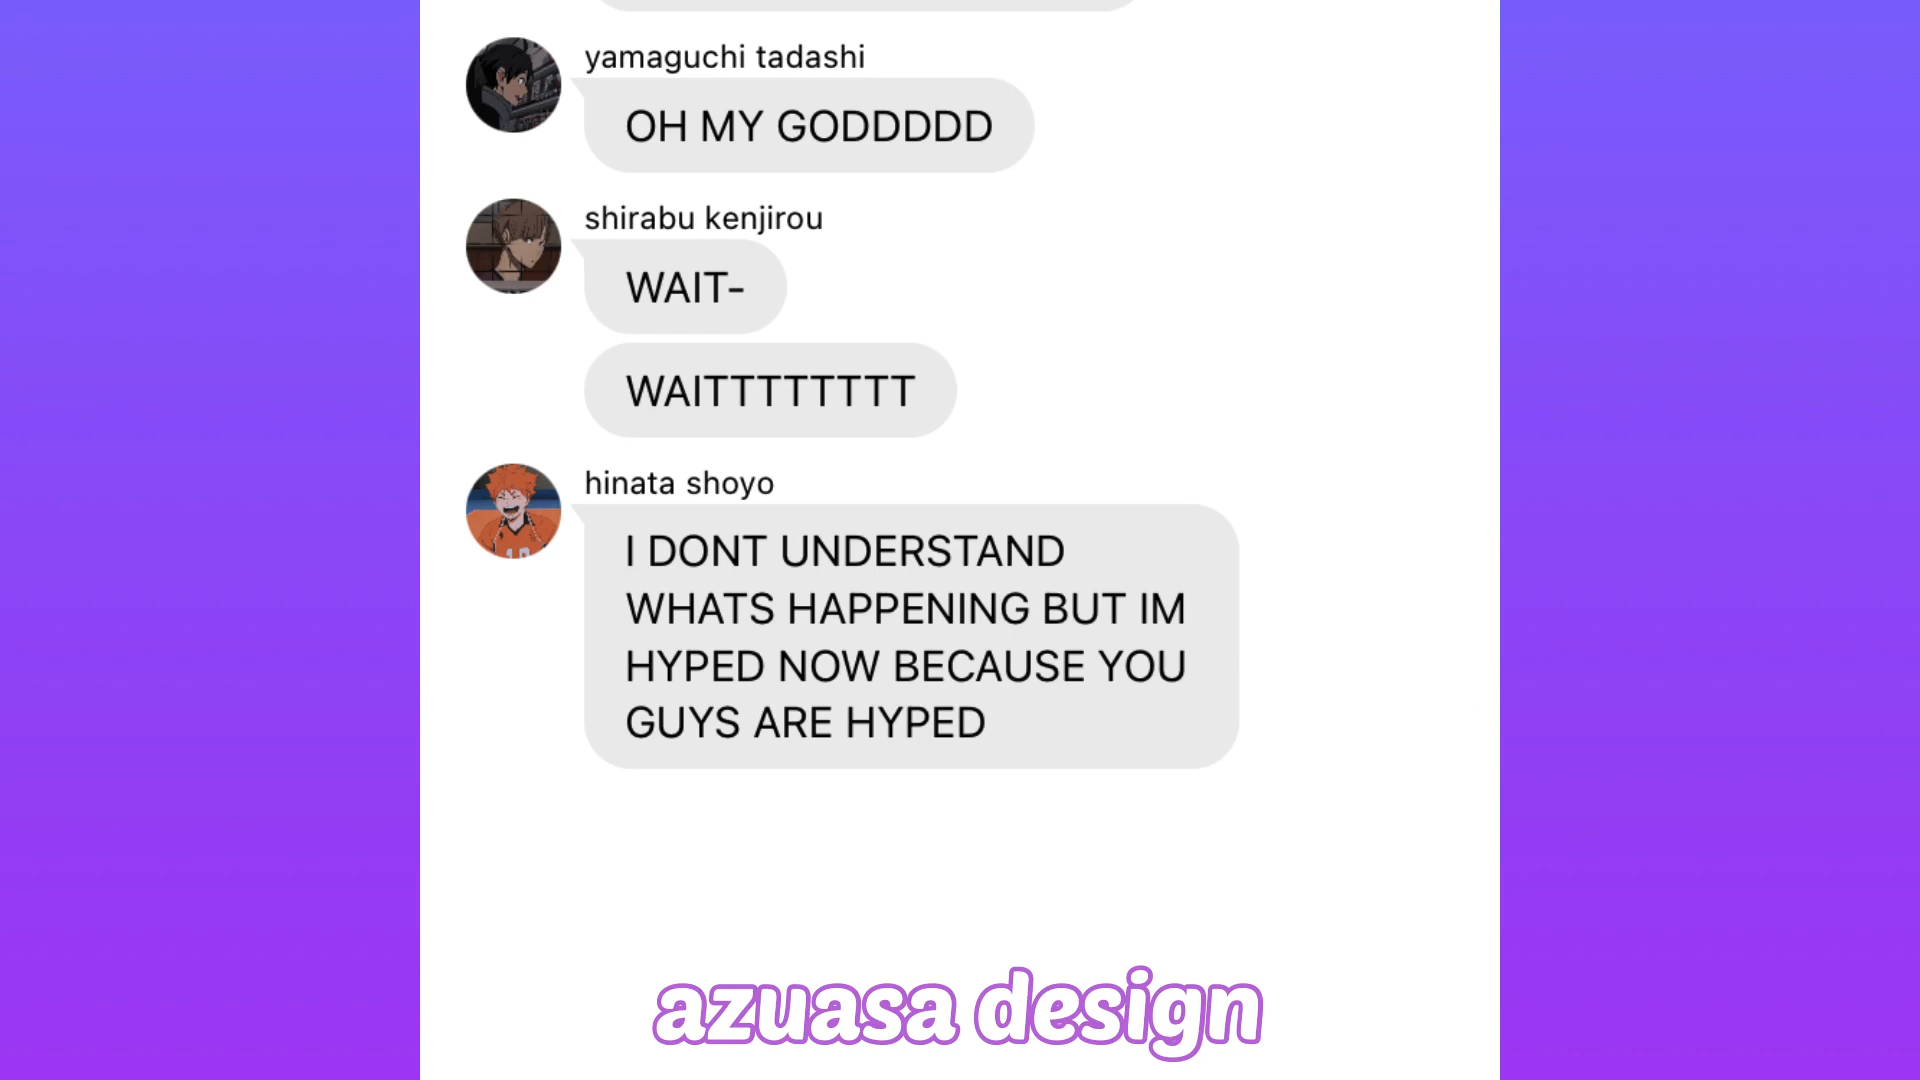 yamaguchi tadashi
OH MY GODDDDD
shirabu kenjirou
WAIT-
WAITTTTTTTT
hinata shoyo
I DONT UNDERSTAND
WHATS HAPPENING BUT IM
HYPED NOW BECAUSE YOU
GUYS ARE HYPED
azuasa design